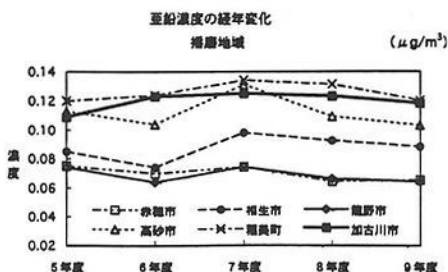 亜鉛濃度の経年変化
播磨地域
(μg/m³)
0.14
0.12
0.10
0.08
0.06
0.04
0.02
濃度
赤穂市 相生市 龍野市
高砂市 稲美町 加古川市
5年度 6年度 7年度 8年度 9年度